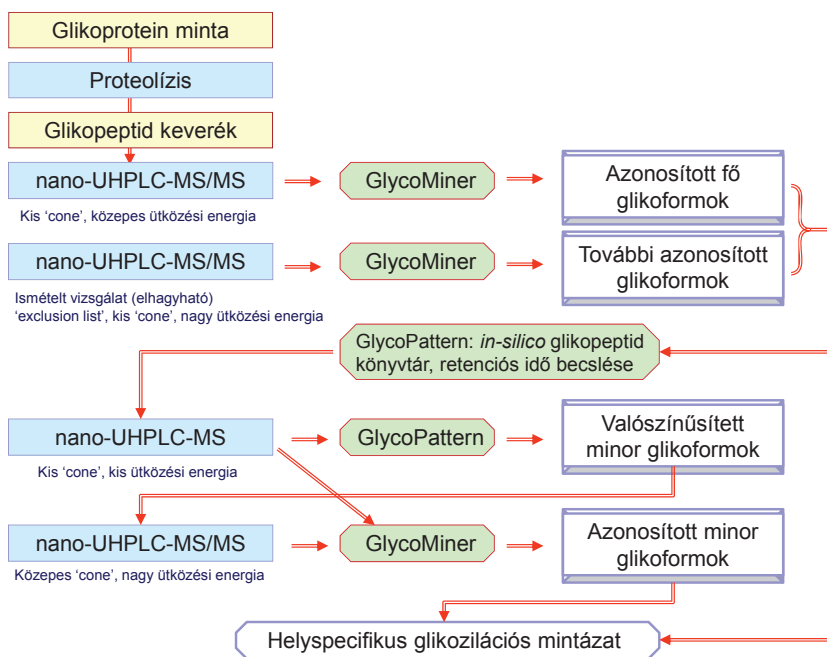 Glikoprotein minta
Proteolízis
Glikopeptid keverék
nano-UHPLC-MS/MS
GlycoMiner
Azonosított fő
glikoformok
Kis 'cone', közepes ütközési energia
nano-UHPLC-MS/MS
GlycoMiner
További azonosított
glikoformok
Ismételt vizsgálat (elhagyható)
'exclusion list', kis 'cone', nagy ütközési energia
GlycoPattern: in-silico glikopeptid
könyvtár, retenciós idő becslése
nano-UHPLC-MS
GlycoPattern
Valószínűsített
minor glikoformok
Kis 'cone', kis ütközési energia
nano-UHPLC-MS/MS
GlycoMiner
Azonosított minor
glikoformok
Közepes 'cone', nagy ütközési energia
Helyspecifikus glikozilációs mintázat